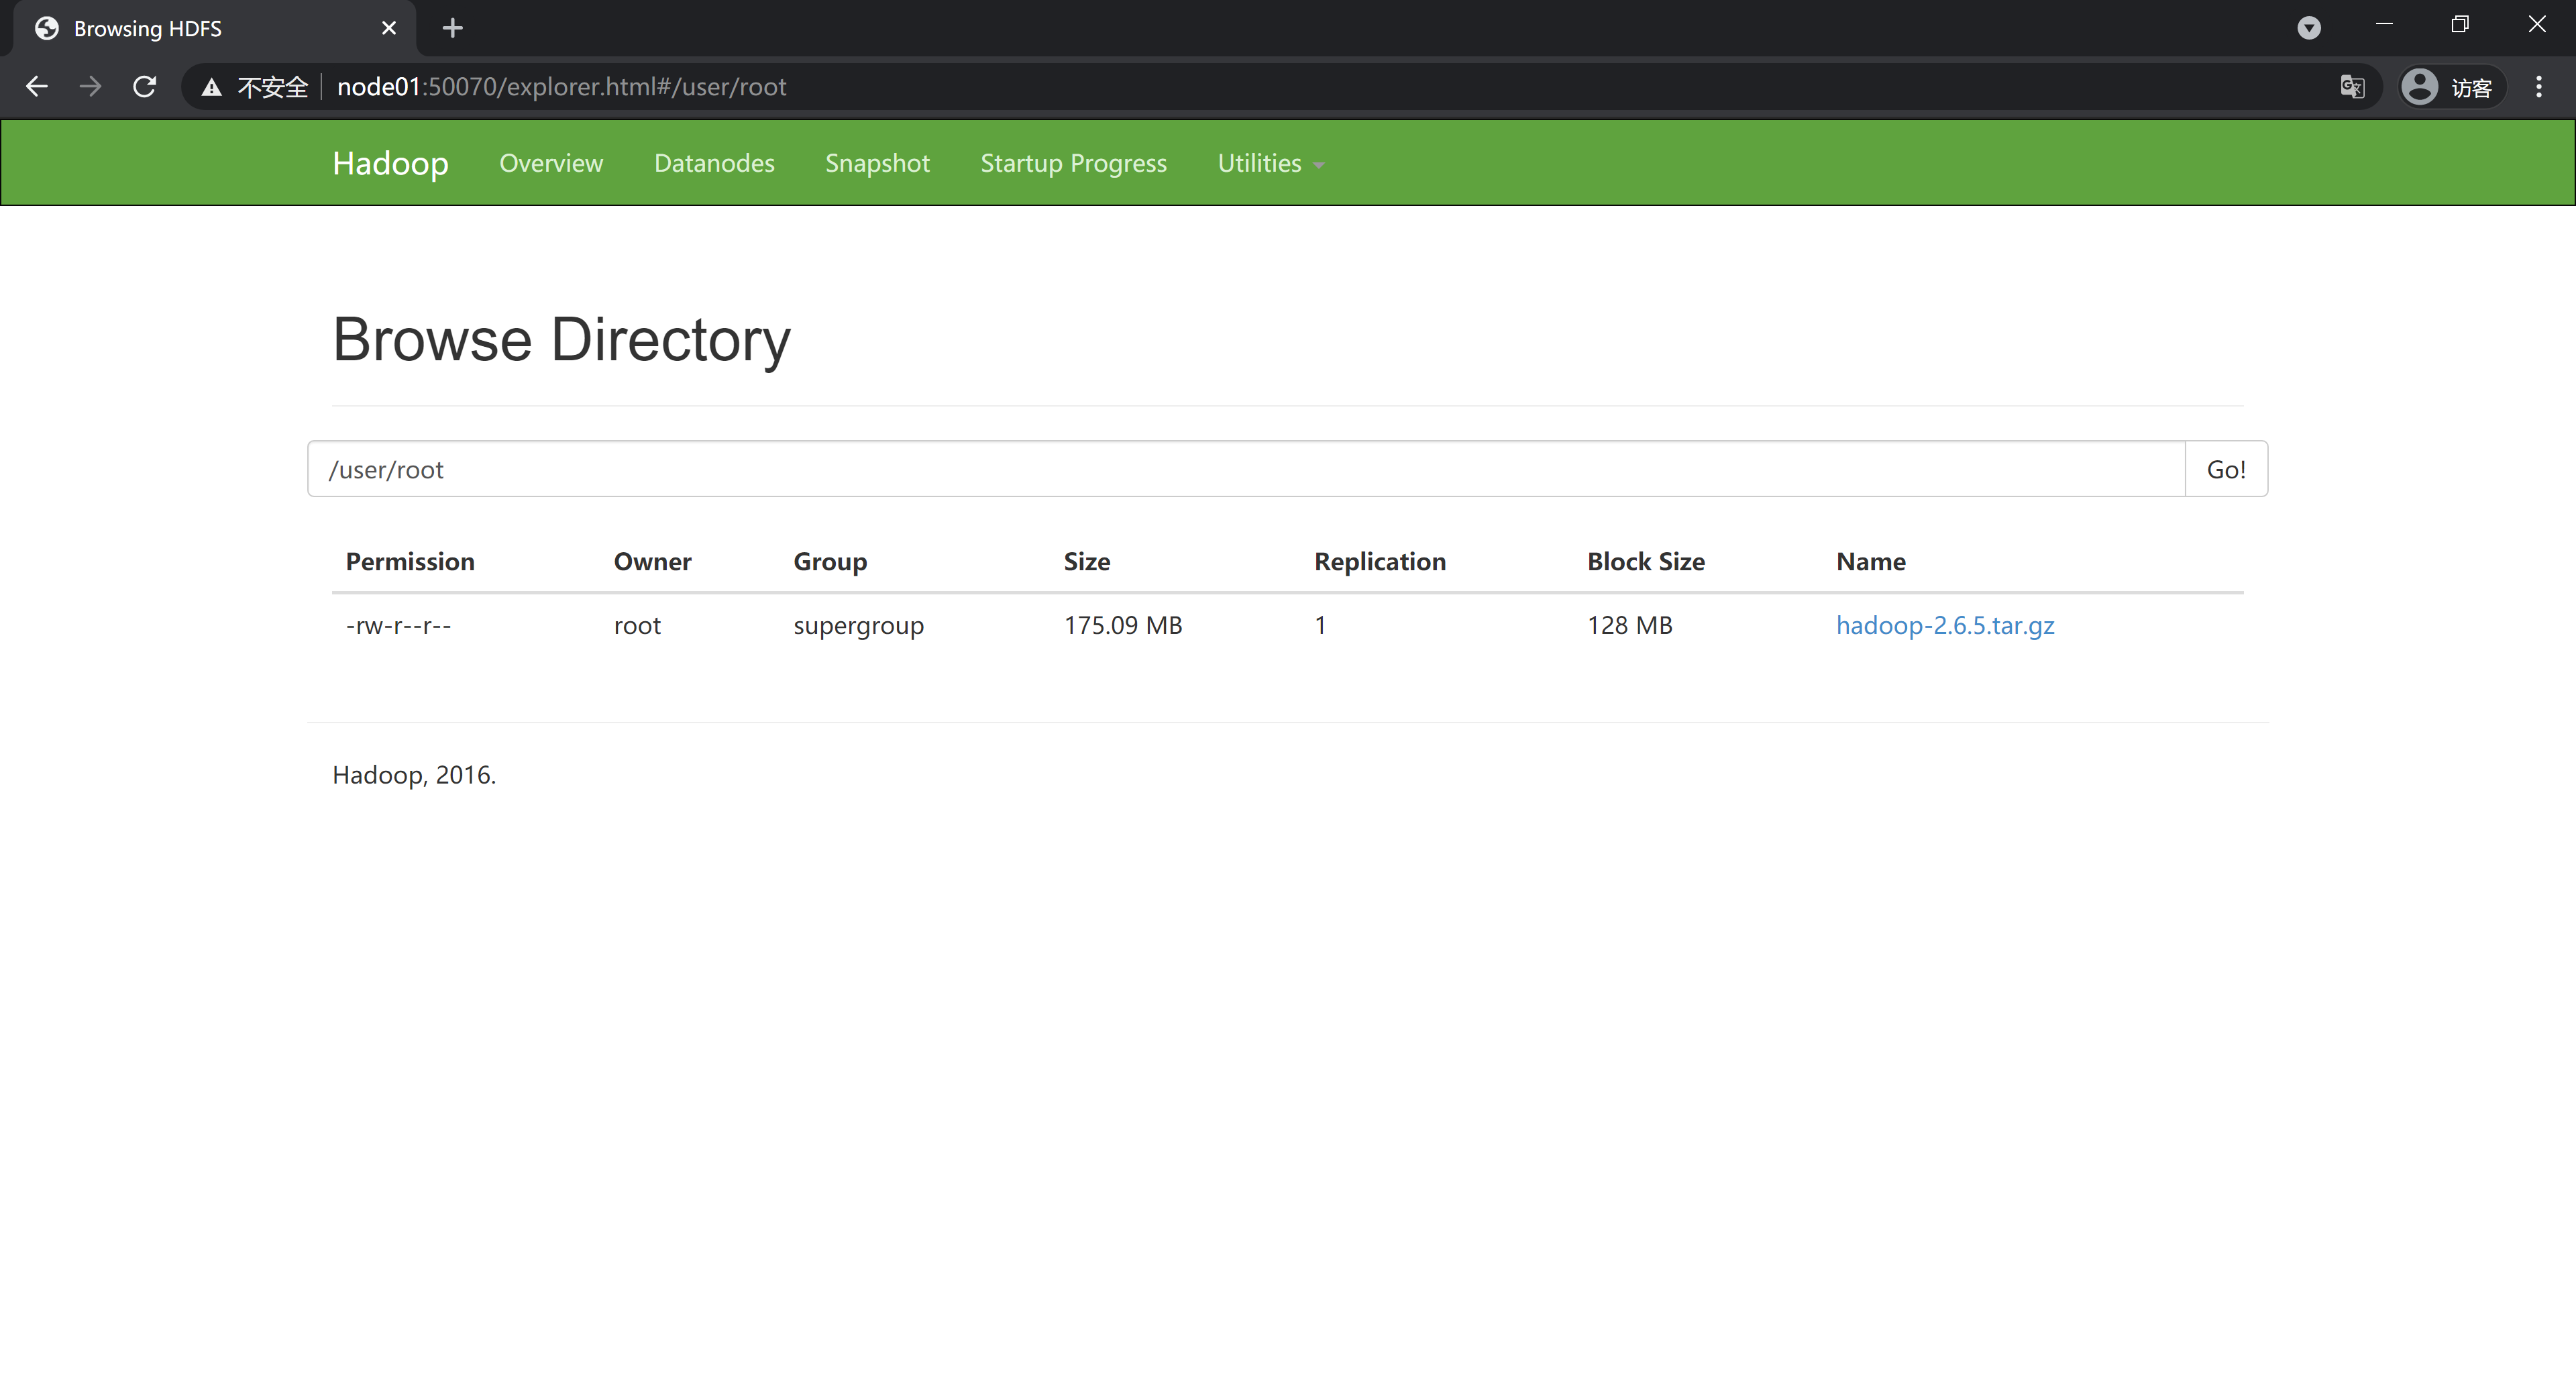 Browsing HDFS
不安全 node01:50070/explorer.html#/user/root 访客
Hadoop Overview Datanodes Snapshot Startup Progress Utilities
Browse Directory
/user/root Go!
Permission Owner Group Size Replication Block Size Name
-rw-r--r-- root supergroup 175.09 MB 1 128 MB hadoop-2.6.5.tar.gz
Hadoop, 2016.